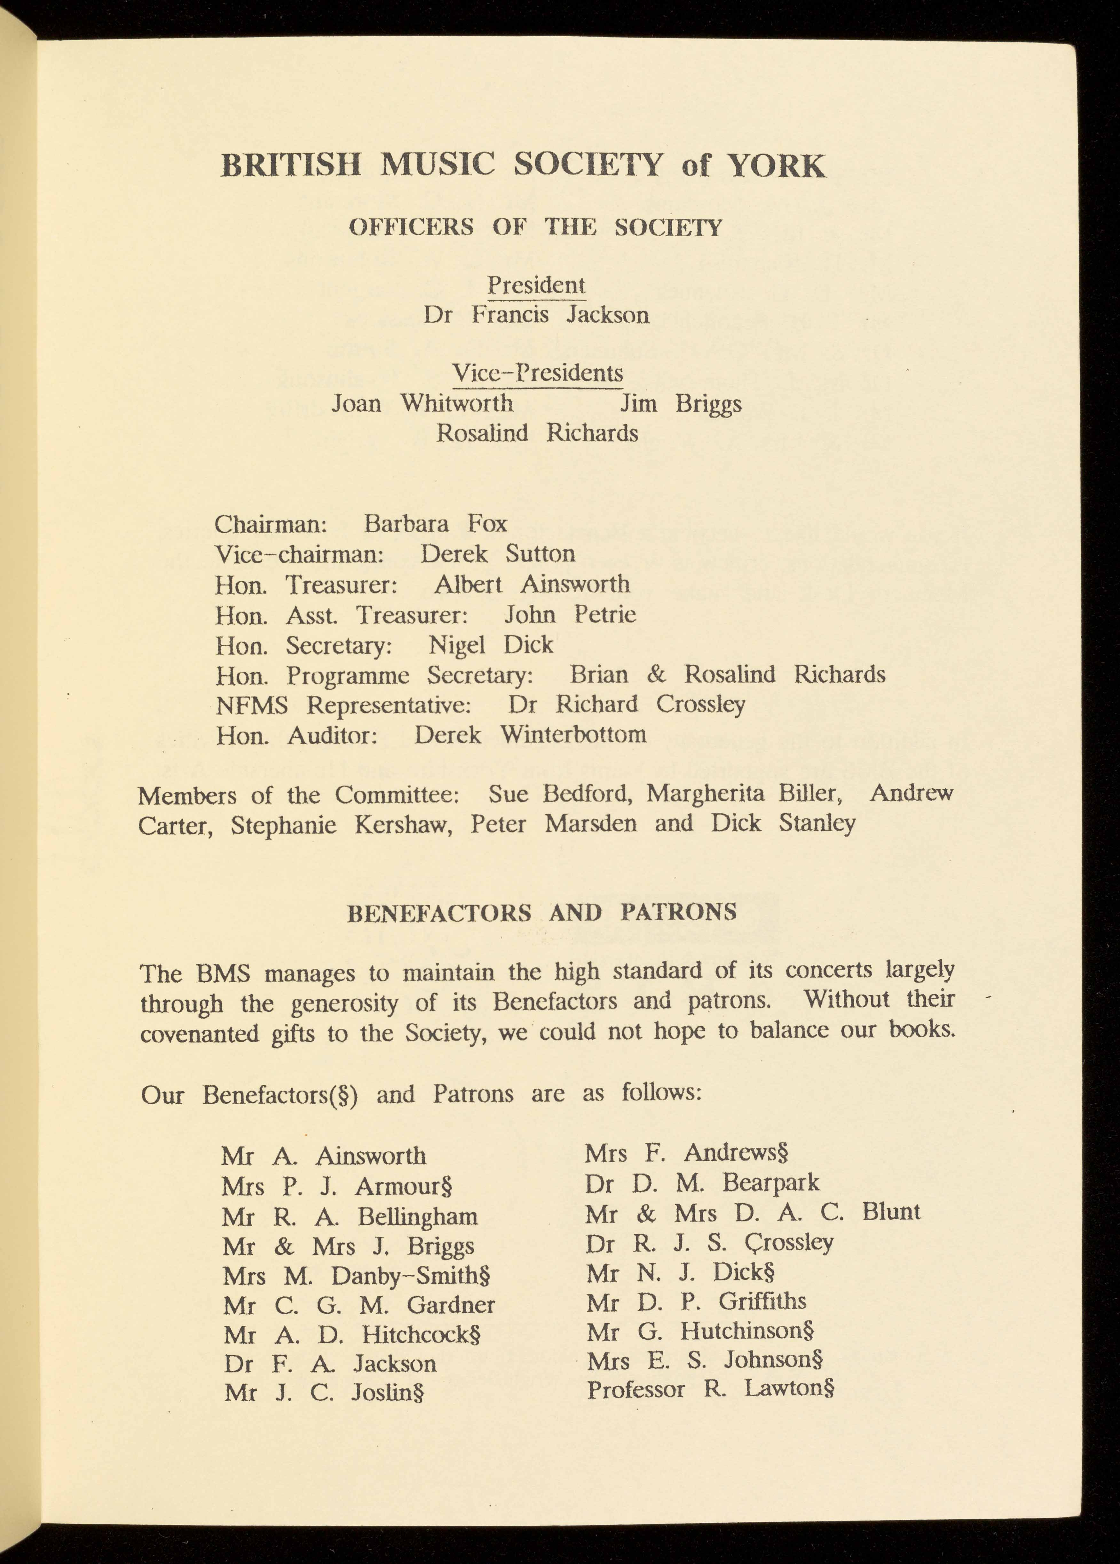 BRITISH MUSIC SOCIETY of YORK
OFFICERS OF THE SOCIETY
President
Dr Francis Jackson
Vice-Presidents
Joan Whitworth Jim Briggs
Rosalind Richards
Chairman: Barbara Fox
Vice-chairman: Derek Sutton
Hon. Treasurer: Albert Ainsworth
Hon. Asst. Treasurer: John Petrie
Hon. Secretary: Nigel Dick
Hon. Programme Secretary: Brian & Rosalind Richards
NFMS Representative: Dr Richard Crossley
Hon. Auditor: Derek Winterbottom
Members of the Committee: Sue Bedford, Margherita Biller, Andrew
Carter, Stephanie Kershaw, Peter Marsden and Dick Stanley
BENEFACTORS AND PATRONS
The BMS manages to maintain the high standard of its concerts largely
through the generosity of its Benefactors and patrons. Without their
covenanted gifts to the Society, we could not hope to balance our books.
Our Benefactors(§) and Patrons are as follows:
Mr A. Ainsworth
Mrs P. J. Armour§
Mr R. A. Bellingham
Mr & Mrs J. Briggs
Mrs M. Danby-Smith§
Mr C. G. M. Gardner
Mr A. D. Hitchcock§
Dr F. A. Jackson
Mr J. C. Joslin§
Mrs F. Andrews§
Dr D. M. Bearpark
Mr & Mrs D. A. C. Blunt
Dr R. J. S. Crossley
Mr N. J. Dick§
Mr D. P. Griffiths
Mr G. Hutchinson§
Mrs E. S. Johnson§
Professor R. Lawton§